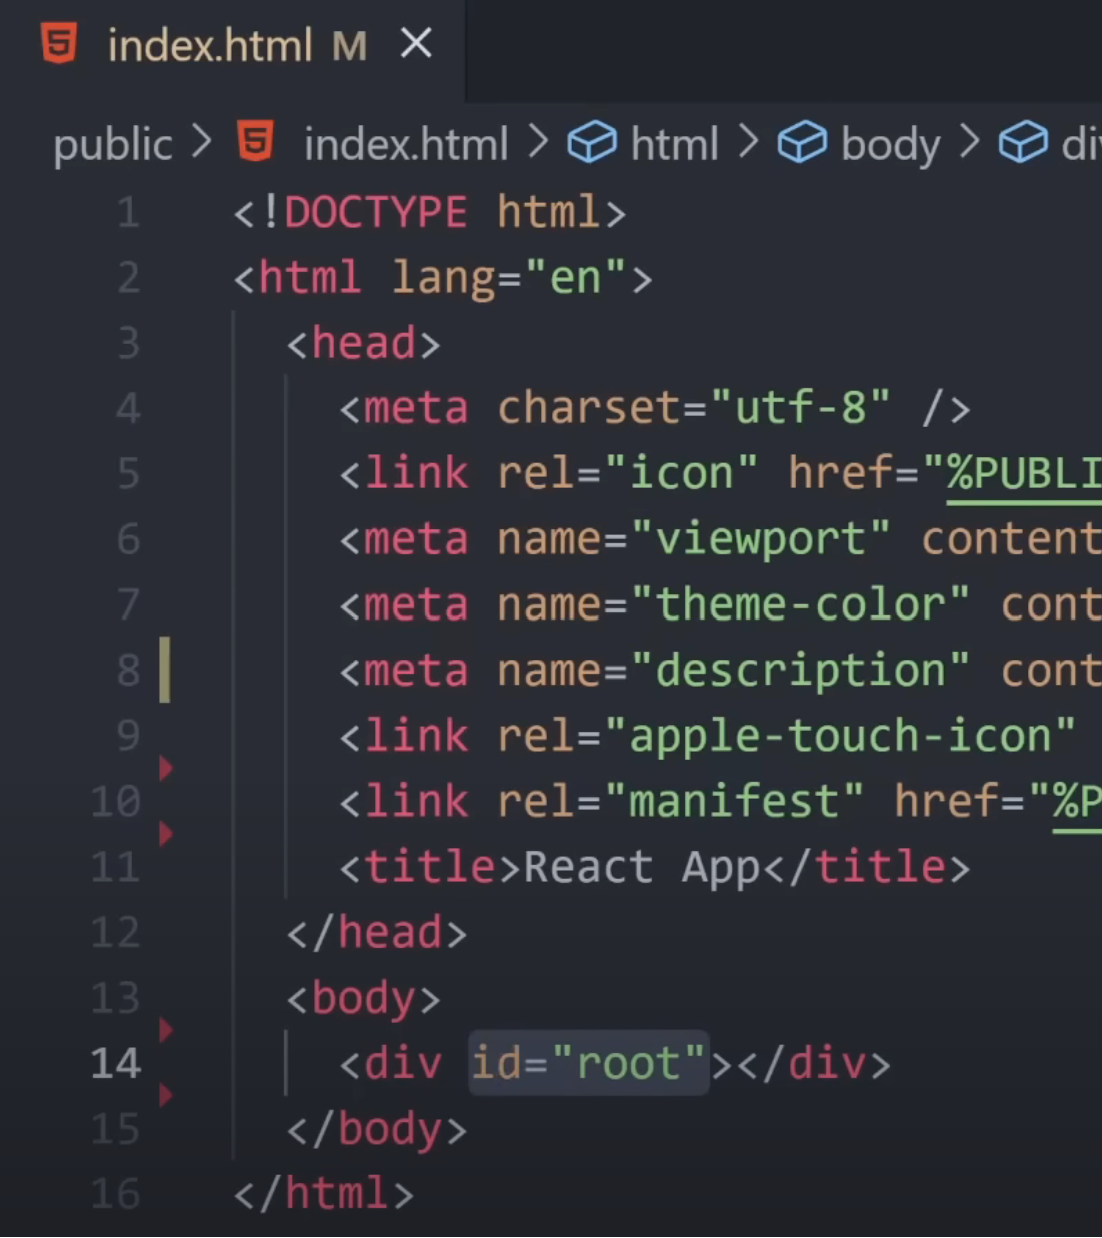 index.html M
public > index.html > html > body >
1 <!DOCTYPE html>
2 <html lang="en">
3 <head>
4 <meta charset="utf-8" />
5 <link rel="icon" href="%PUBLI
6 <meta name="viewport" content
7 <meta name="theme-color" cont
8 <meta name="description" cont
9 <link rel="apple-touch-icon"
10 <link rel="manifest" href="%P
11 <title>React App</title>
12 </head>
13 <body>
14 <div id="root"></div>
15 </body>
16 </html>